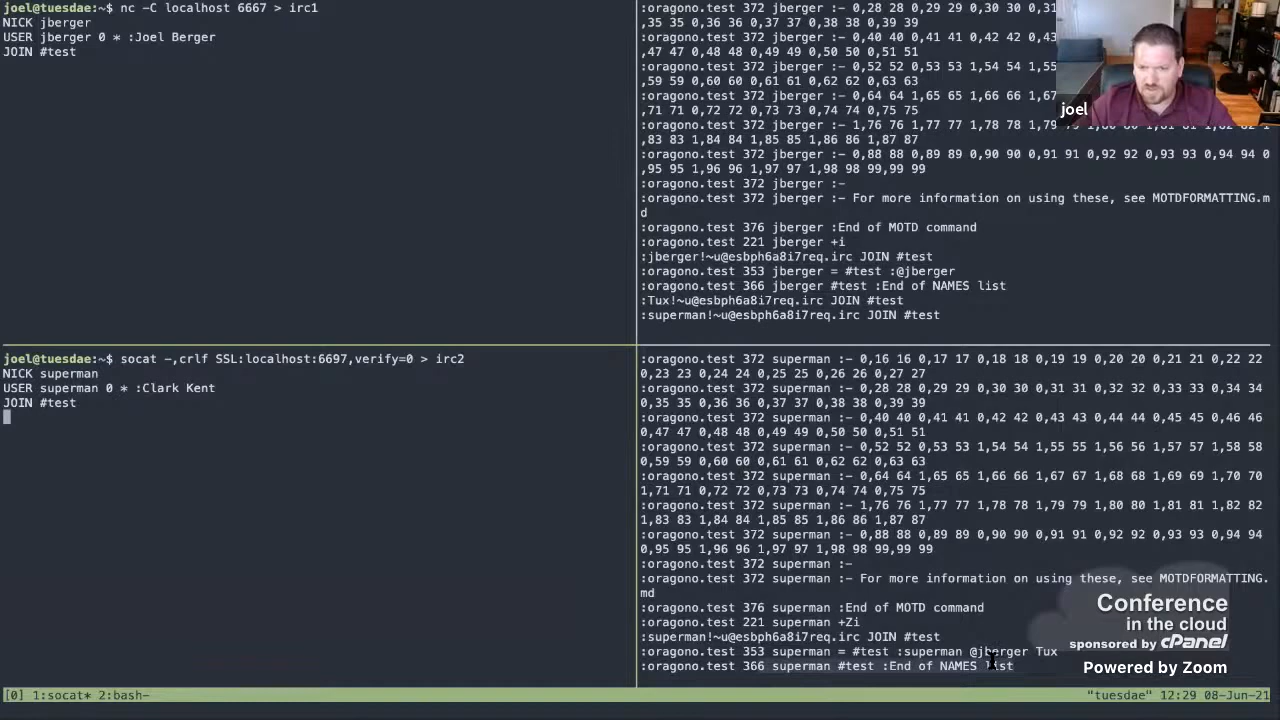 joel@tuesdae:~$ nc -C localhost 6667 > irc1
NICK jberger
USER jberger 0 * :Joel Berger
JOIN #test
:oragono.test 372 jberger :- 0,28 28 0,29 29 0,30 30 0,31
,35 35 0,36 36 0,37 37 0,38 38 0,39 39
:oragono.test 372 jberger :- 0,40 40 0,41 41 0,42 42 0,43
,47 47 0,48 48 0,49 49 0,50 50 0,51 51
:oragono.test 372 jberger :- 0,52 52 0,53 53 1,54 54 1,55
,59 59 0,60 60 0,61 61 0,62 62 0,63 63
:oragono.test 372 jberger :- 0,64 64 1,65 65 1,66 66 1,67
,71 71 0,72 72 0,73 73 0,74 74 0,75 75
:oragono.test 372 jberger :- 1,76 76 1,77 77 1,78 78 1,79
,83 83 1,84 84 1,85 85 1,86 86 1,87 87
:oragono.test 372 jberger :- 0,88 88 0,89 89 0,90 90 0,91 91 0,92 92 0,93 93 0,94 94 0
,95 95 1,96 96 1,97 97 1,98 98 99,99 99
:oragono.test 372 jberger :-
:oragono.test 372 jberger :- For more information on using these, see MOTDFORMATTING.m
d
:oragono.test 376 jberger :End of MOTD command
:oragono.test 221 jberger +i
:jberger!~u@esbph6a8i7req.irc JOIN #test
:oragono.test 353 jberger = #test :@jberger
:oragono.test 366 jberger #test :End of NAMES list
:Tux!~u@esbph6a8i7req.irc JOIN #test
:superman!~u@esbph6a8i7req.irc JOIN #test
joel
joel@tuesdae:~$ socat -,crlf SSL:localhost:6697,verify=0 > irc2
NICK superman
USER superman 0 * :Clark Kent
JOIN #test
:oragono.test 372 superman :- 0,16 16 0,17 17 0,18 18 0,19 19 0,20 20 0,21 21 0,22 22
0,23 23 0,24 24 0,25 25 0,26 26 0,27 27
:oragono.test 372 superman :- 0,28 28 0,29 29 0,30 30 0,31 31 0,32 32 0,33 33 0,34 34
0,35 35 0,36 36 0,37 37 0,38 38 0,39 39
:oragono.test 372 superman :- 0,40 40 0,41 41 0,42 42 0,43 43 0,44 44 0,45 45 0,46 46
0,47 47 0,48 48 0,49 49 0,50 50 0,51 51
:oragono.test 372 superman :- 0,52 52 0,53 53 1,54 54 1,55 55 1,56 56 1,57 57 1,58 58
0,59 59 0,60 60 0,61 61 0,62 62 0,63 63
:oragono.test 372 superman :- 0,64 64 1,65 65 1,66 66 1,67 67 1,68 68 1,69 69 1,70 70
1,71 71 0,72 72 0,73 73 0,74 74 0,75 75
:oragono.test 372 superman :- 1,76 76 1,77 77 1,78 78 1,79 79 1,80 80 1,81 81 1,82 82
1,83 83 1,84 84 1,85 85 1,86 86 1,87 87
:oragono.test 372 superman :- 0,88 88 0,89 89 0,90 90 0,91 91 0,92 92 0,93 93 0,94 94
0,95 95 1,96 96 1,97 97 1,98 98 99,99 99
:oragono.test 372 superman :-
:oragono.test 372 superman :- For more information on using these, see MOTDFORMATTING.
md
:oragono.test 376 superman :End of MOTD command
:oragono.test 221 superman +Zi
:superman!~u@esbph6a8i7req.irc JOIN #test
:oragono.test 353 superman = #test :superman @jberger Tux
:oragono.test 366 superman #test :End of NAMES list
Conference
in the cloud
sponsored by cPanel
Powered by Zoom
[0] 1:socat* 2:bash-
"tuesdae" 12:29 08-Jun-21